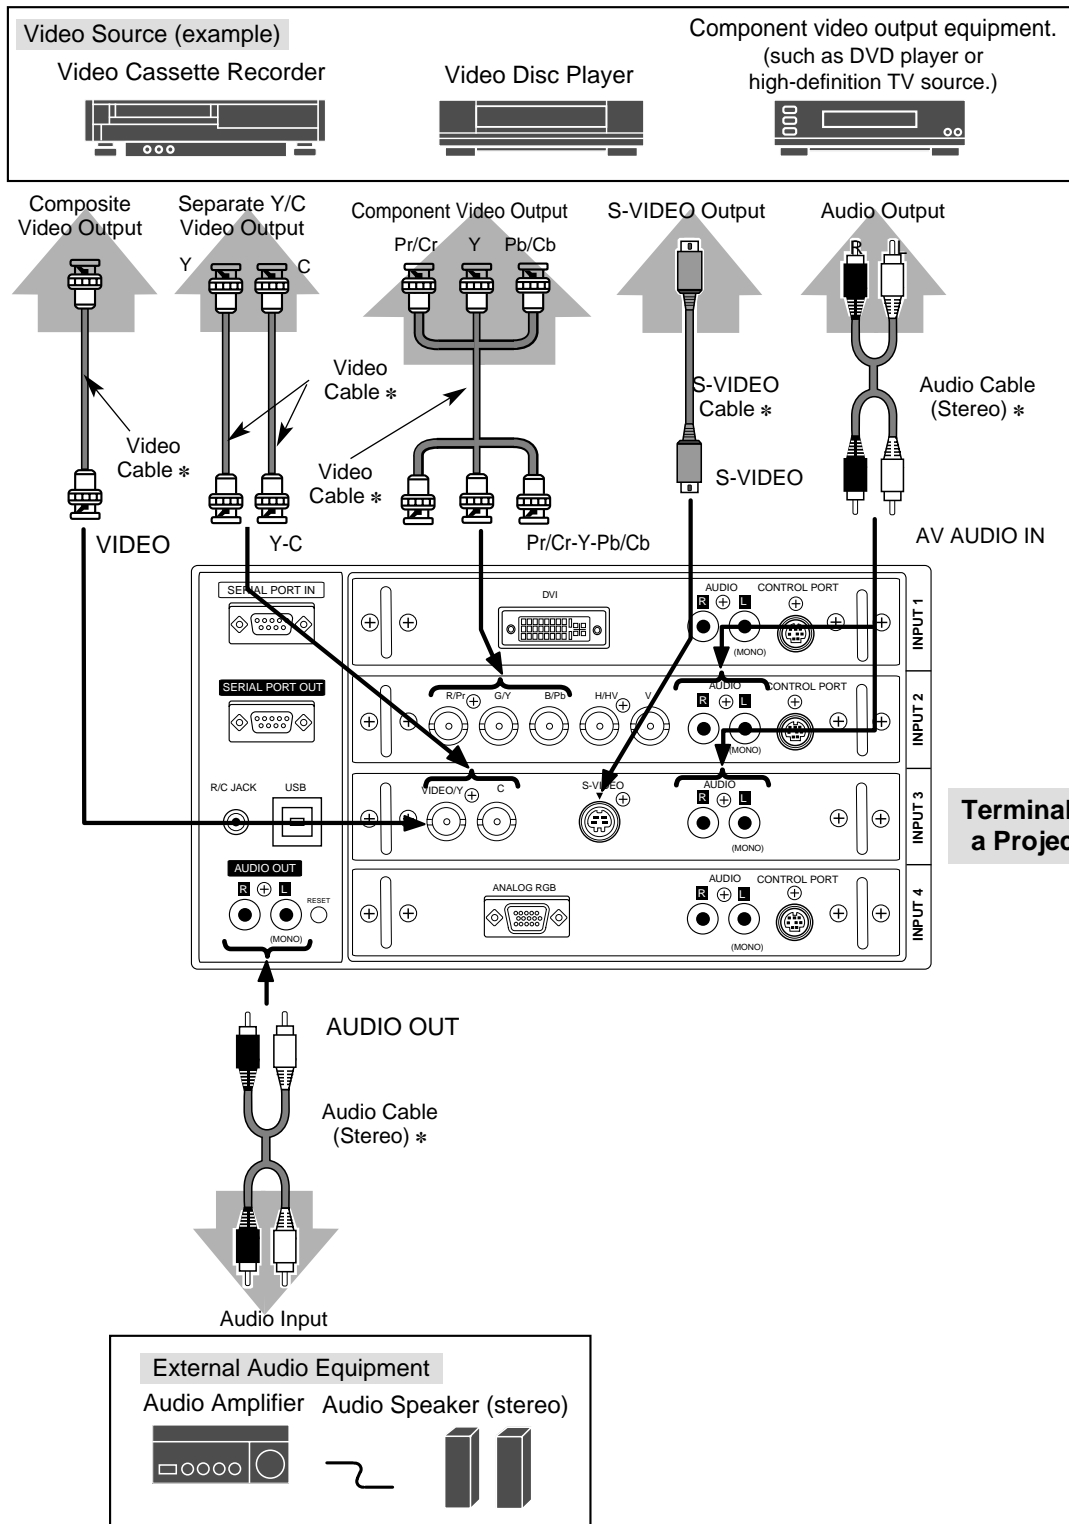 Video Source (example)
Video Cassette Recorder
Video Disc Player
Component video output equipment.
(such as DVD player or
high-definition TV source.)
Composite
Video Output
Separate Y/C
Video Output
Y
C
Component Video Output
Pr/Cr
Y
Pb/Cb
S-VIDEO Output
Audio Output
R
L
Video
Cable *
Video
Cable *
Video
Cable *
S-VIDEO
Cable *
Audio Cable
(Stereo) *
S-VIDEO
VIDEO
Y-C
Pr/Cr-Y-Pb/Cb
AV AUDIO IN
SERIAL PORT IN
DVI
AUDIO
R
L
(MONO)
CONTROL PORT
INPUT 1
SERIAL PORT OUT
R/Pr
G/Y
B/Pb
H/HV
V
AUDIO
R
L
(MONO)
CONTROL PORT
INPUT 2
R/C JACK
USB
VIDEO/Y
C
S-VIDEO
AUDIO
R
L
(MONO)
INPUT 3
Terminal
a Projec
AUDIO OUT
R
L
RESET
(MONO)
ANALOG RGB
AUDIO
R
L
(MONO)
CONTROL PORT
INPUT 4
AUDIO OUT
Audio Cable
(Stereo) *
Audio Input
External Audio Equipment
Audio Amplifier
Audio Speaker (stereo)